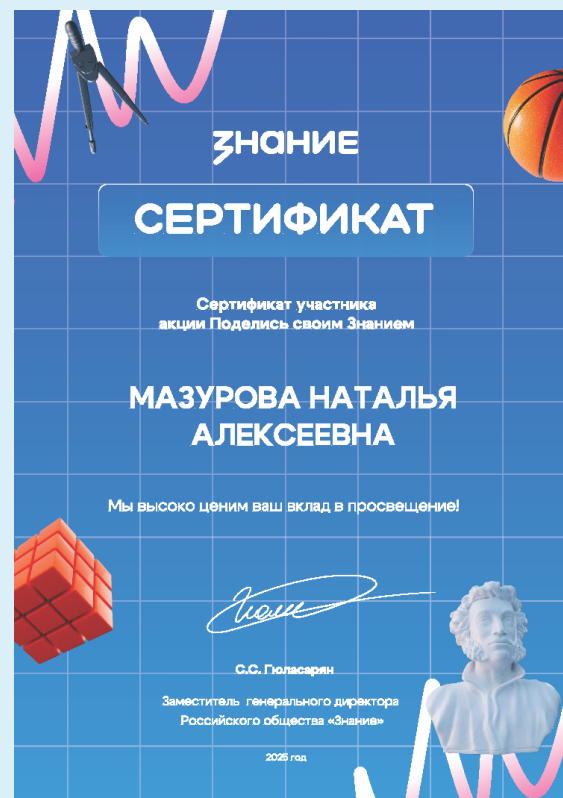 знание
СЕРТИФИКАТ
Сертификат участника
акции Поделись своим Знанием
МАЗУРОВА НАТАЛЬЯ
АЛЕКСЕЕВНА
Мы высоко ценим ваш вклад в просвещение!
С.С. Гюласарян
Заместитель генерального директора
Российского общества «Знание»
2025 год